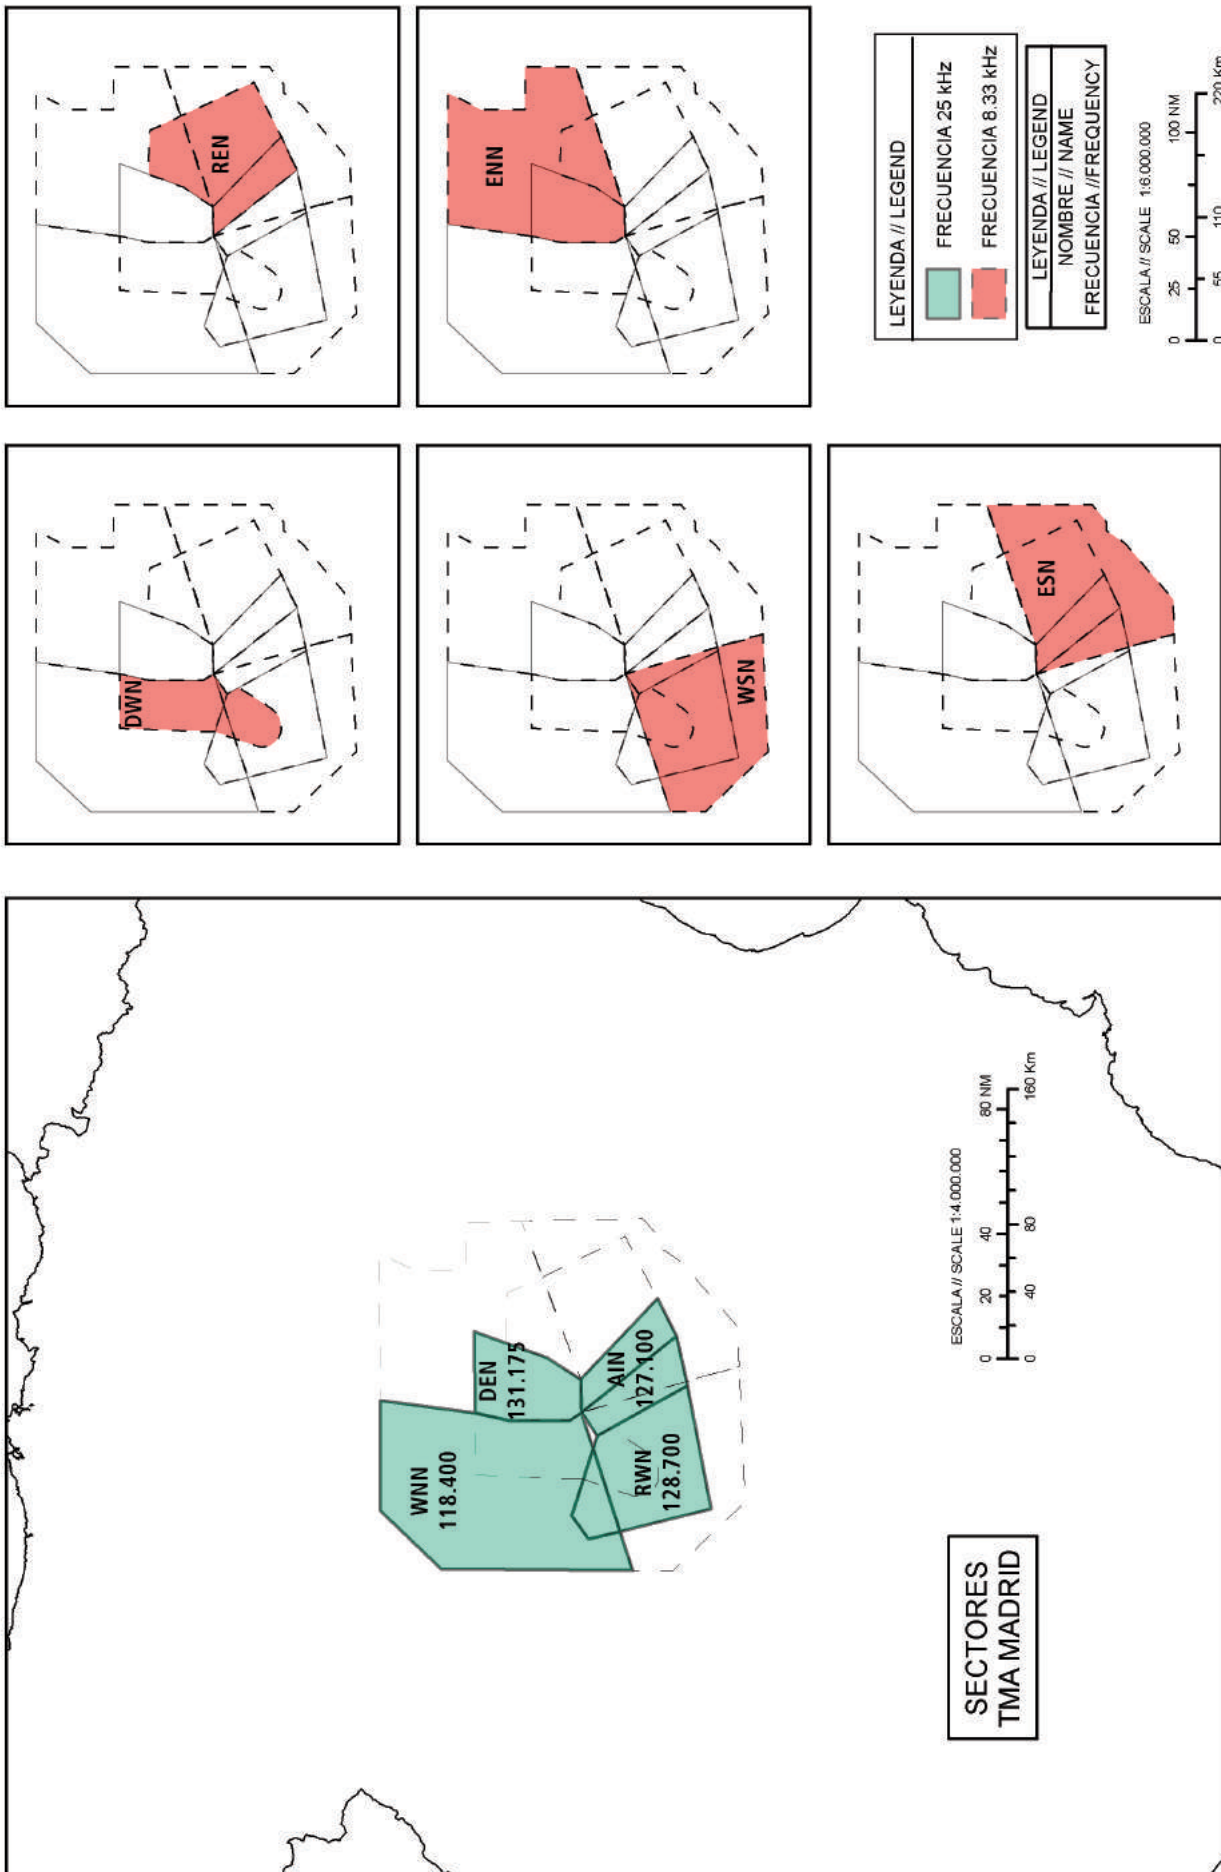 WNN
118.400
DEN
131.175
AIN
127.100
RWN
128.700
SECTORES
TMA MADRID
ESCALA // SCALE 1:4.000.000
0 20 40 80 NM
0 40 80 160 Km
DWN
REN
WSN
ENN
ESN
LEYENDA // LEGEND
FRECUENCIA 25 kHz
FRECUENCIA 8.33 kHz
LEYENDA // LEGEND
NOMBRE // NAME
FRECUENCIA //FREQUENCY
ESCALA // SCALE 1:6.000.000
0 25 50 100 NM
0 55 110 220 Km